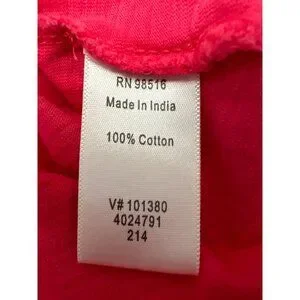 RN 98516
Made In India
100% Cotton
V# 101380
4024791
214